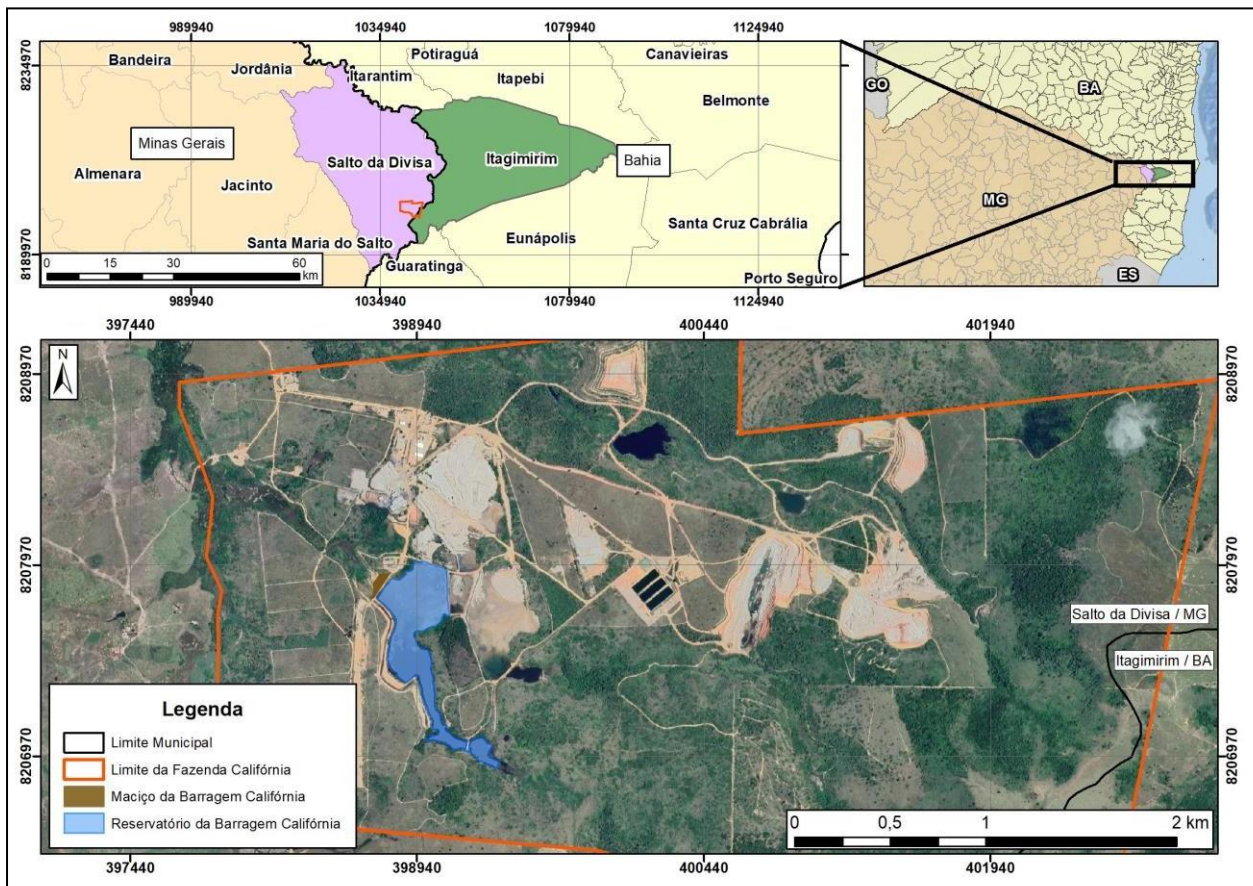 989940
1034940
1079940
1124940
8234970
8189970
Bandeira
Jordânia
Itarantim
Potiraguá
Itapebi
Canavieiras
Belmonte
Minas Gerais
Salto da Divisa
Itagimirim
Bahia
Almenara
Jacinto
Santa Maria do Salto
Guaratinga
Eunápolis
Santa Cruz Cabrália
Porto Seguro
0 15 30 60
km
989940
1034940
1079940
1124940
GO
BA
MG
ES
397440
398940
400440
401940
N
8208970
8208970
8207970
8207970
Salto da Divisa / MG
Itagimirim / BA
8206970
8206970
Legenda
Limite Municipal
Limite da Fazenda Califórnia
Maciço da Barragem Califórnia
Reservatório da Barragem Califórnia
0 0,5 1 2 km
397440
398940
400440
401940